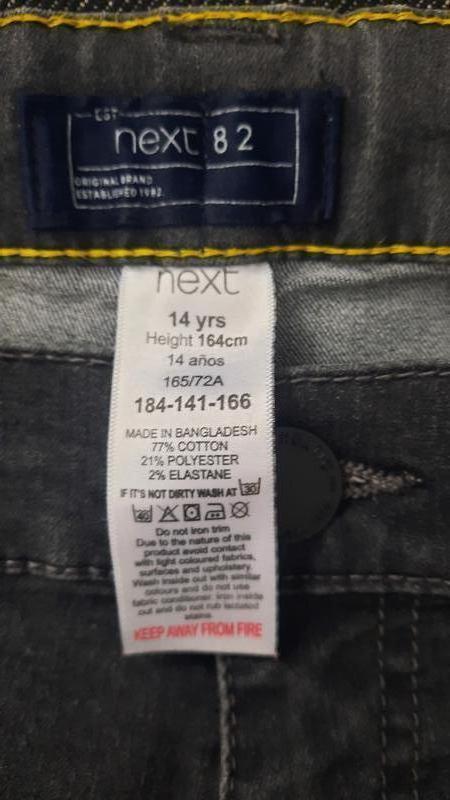 EST
next 82
ORIGINAL BRAND
ESTABLISHED 1982.
next
14 yrs
Height 164cm
14 años
165/72A
184-141-166
MADE IN BANGLADESH
77% COTTON
21% POLYESTER
2% ELASTANE
IF IT'S NOT DIRTY WASH AT 30
40
Do not iron trim
Due to the nature of this
product avoid contact
with light coloured fabrics,
surfaces and upholstery.
Wash inside out with similar
colours and do not use
fabric conditioner. Iron inside
out and do not rub isolated
stains
KEEP AWAY FROM FIRE